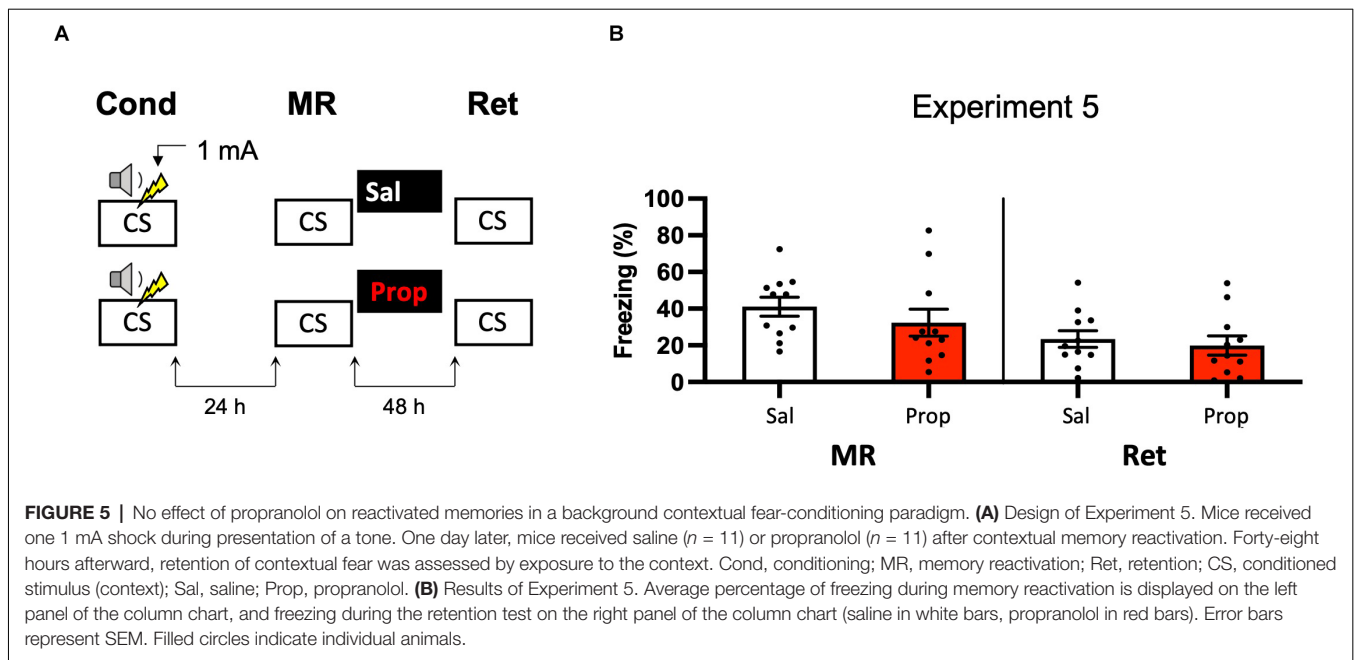 A
Cond MR Ret
1 mA
CS
CS
Sal
CS
CS
CS
Prop
CS
24 h
48 h
B
Experiment 5
Freezing (%)
100
80
60
40
20
0
Sal Prop Sal Prop
MR Ret
FIGURE 5 | No effect of propranolol on reactivated memories in a background contextual fear-conditioning paradigm. (A) Design of Experiment 5. Mice received
one 1 mA shock during presentation of a tone. One day later, mice received saline (n = 11) or propranolol (n = 11) after contextual memory reactivation. Forty-eight
hours afterward, retention of contextual fear was assessed by exposure to the context. Cond, conditioning; MR, memory reactivation; Ret, retention; CS, conditioned
stimulus (context); Sal, saline; Prop, propranolol. (B) Results of Experiment 5. Average percentage of freezing during memory reactivation is displayed on the left
panel of the column chart, and freezing during the retention test on the right panel of the column chart (saline in white bars, propranolol in red bars). Error bars
represent SEM. Filled circles indicate individual animals.